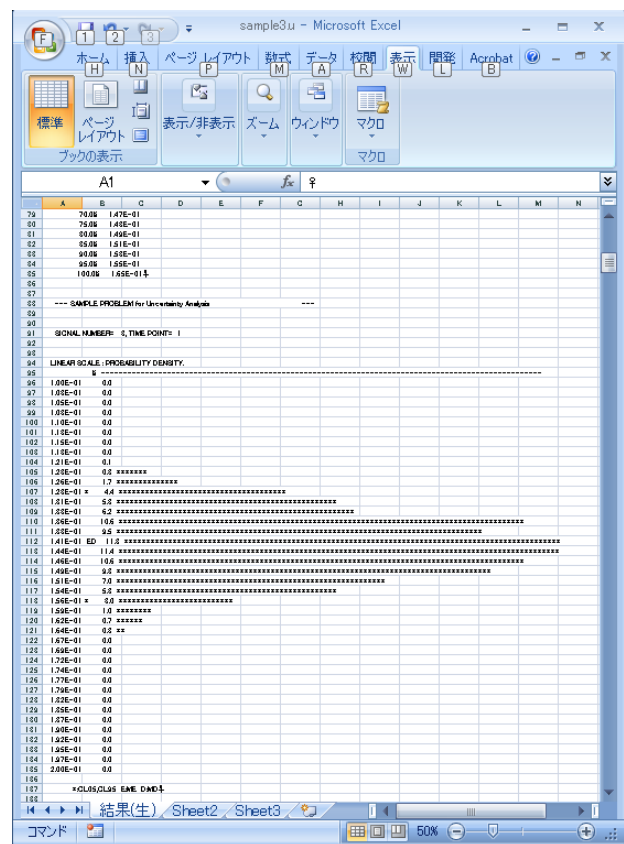 sample3.u - Microsoft Excel
F 1 2 3
ホーム 挿入 ページ レイアウト 数式 データ 校閲 表示 開発 Acrobat
H N P M A R W L B
標準 ページ レイアウト 表示/非表示 ズーム ウィンドウ マクロ
ブックの表示 マクロ
A1 fx
A B C D E F G H I J K L M N
79 70.0% 1.47E-01
80 75.0% 1.48E-01
81 80.0% 1.49E-01
82 85.0% 1.51E-01
83 90.0% 1.53E-01
84 95.0% 1.55E-01
85 100.0% 1.65E-01
86
87
88 --- SAMPLE PROBLEM for Uncertainty Analysis ---
89
90
91 SIGNAL NUMBER= 3, TIME POINT= 1
92
93
94 LINEAR SCALE : PROBABILITY DENSITY.
95 %
96 1.00E-01 0.0
97 1.03E-01 0.0
98 1.05E-01 0.0
99 1.08E-01 0.0
100 1.10E-01 0.0
101 1.13E-01 0.0
102 1.15E-01 0.0
103 1.18E-01 0.0
104 1.21E-01 0.1
105 1.23E-01
106 1.26E-01 1.7
107 1.28E-01 * 4.4
108 1.31E-01
109 1.33E-01 6.2
110 1.36E-01 10.6
111 1.38E-01 9.5
112 1.41E-01 ED
113 1.44E-01 11.4
114 1.46E-01 10.6
115 1.49E-01
116 1.51E-01 7.0
117 1.54E-01
118 1.56E-01 *
119 1.59E-01 1.0
120 1.62E-01 0.7
121 1.64E-01
122 1.67E-01 0.0
123 1.69E-01 0.0
124 1.72E-01 0.0
125 1.74E-01 0.0
126 1.77E-01 0.0
127 1.79E-01 0.0
128 1.82E-01 0.0
129 1.85E-01 0.0
130 1.87E-01 0.0
131 1.90E-01 0.0
132 1.92E-01 0.0
133 1.95E-01 0.0
134 1.97E-01 0.0
135 2.00E-01 0.0
136
137 *:CL05,CL95 E:ME D:MD
138
結果(生) Sheet2 Sheet3
コマンド 50%